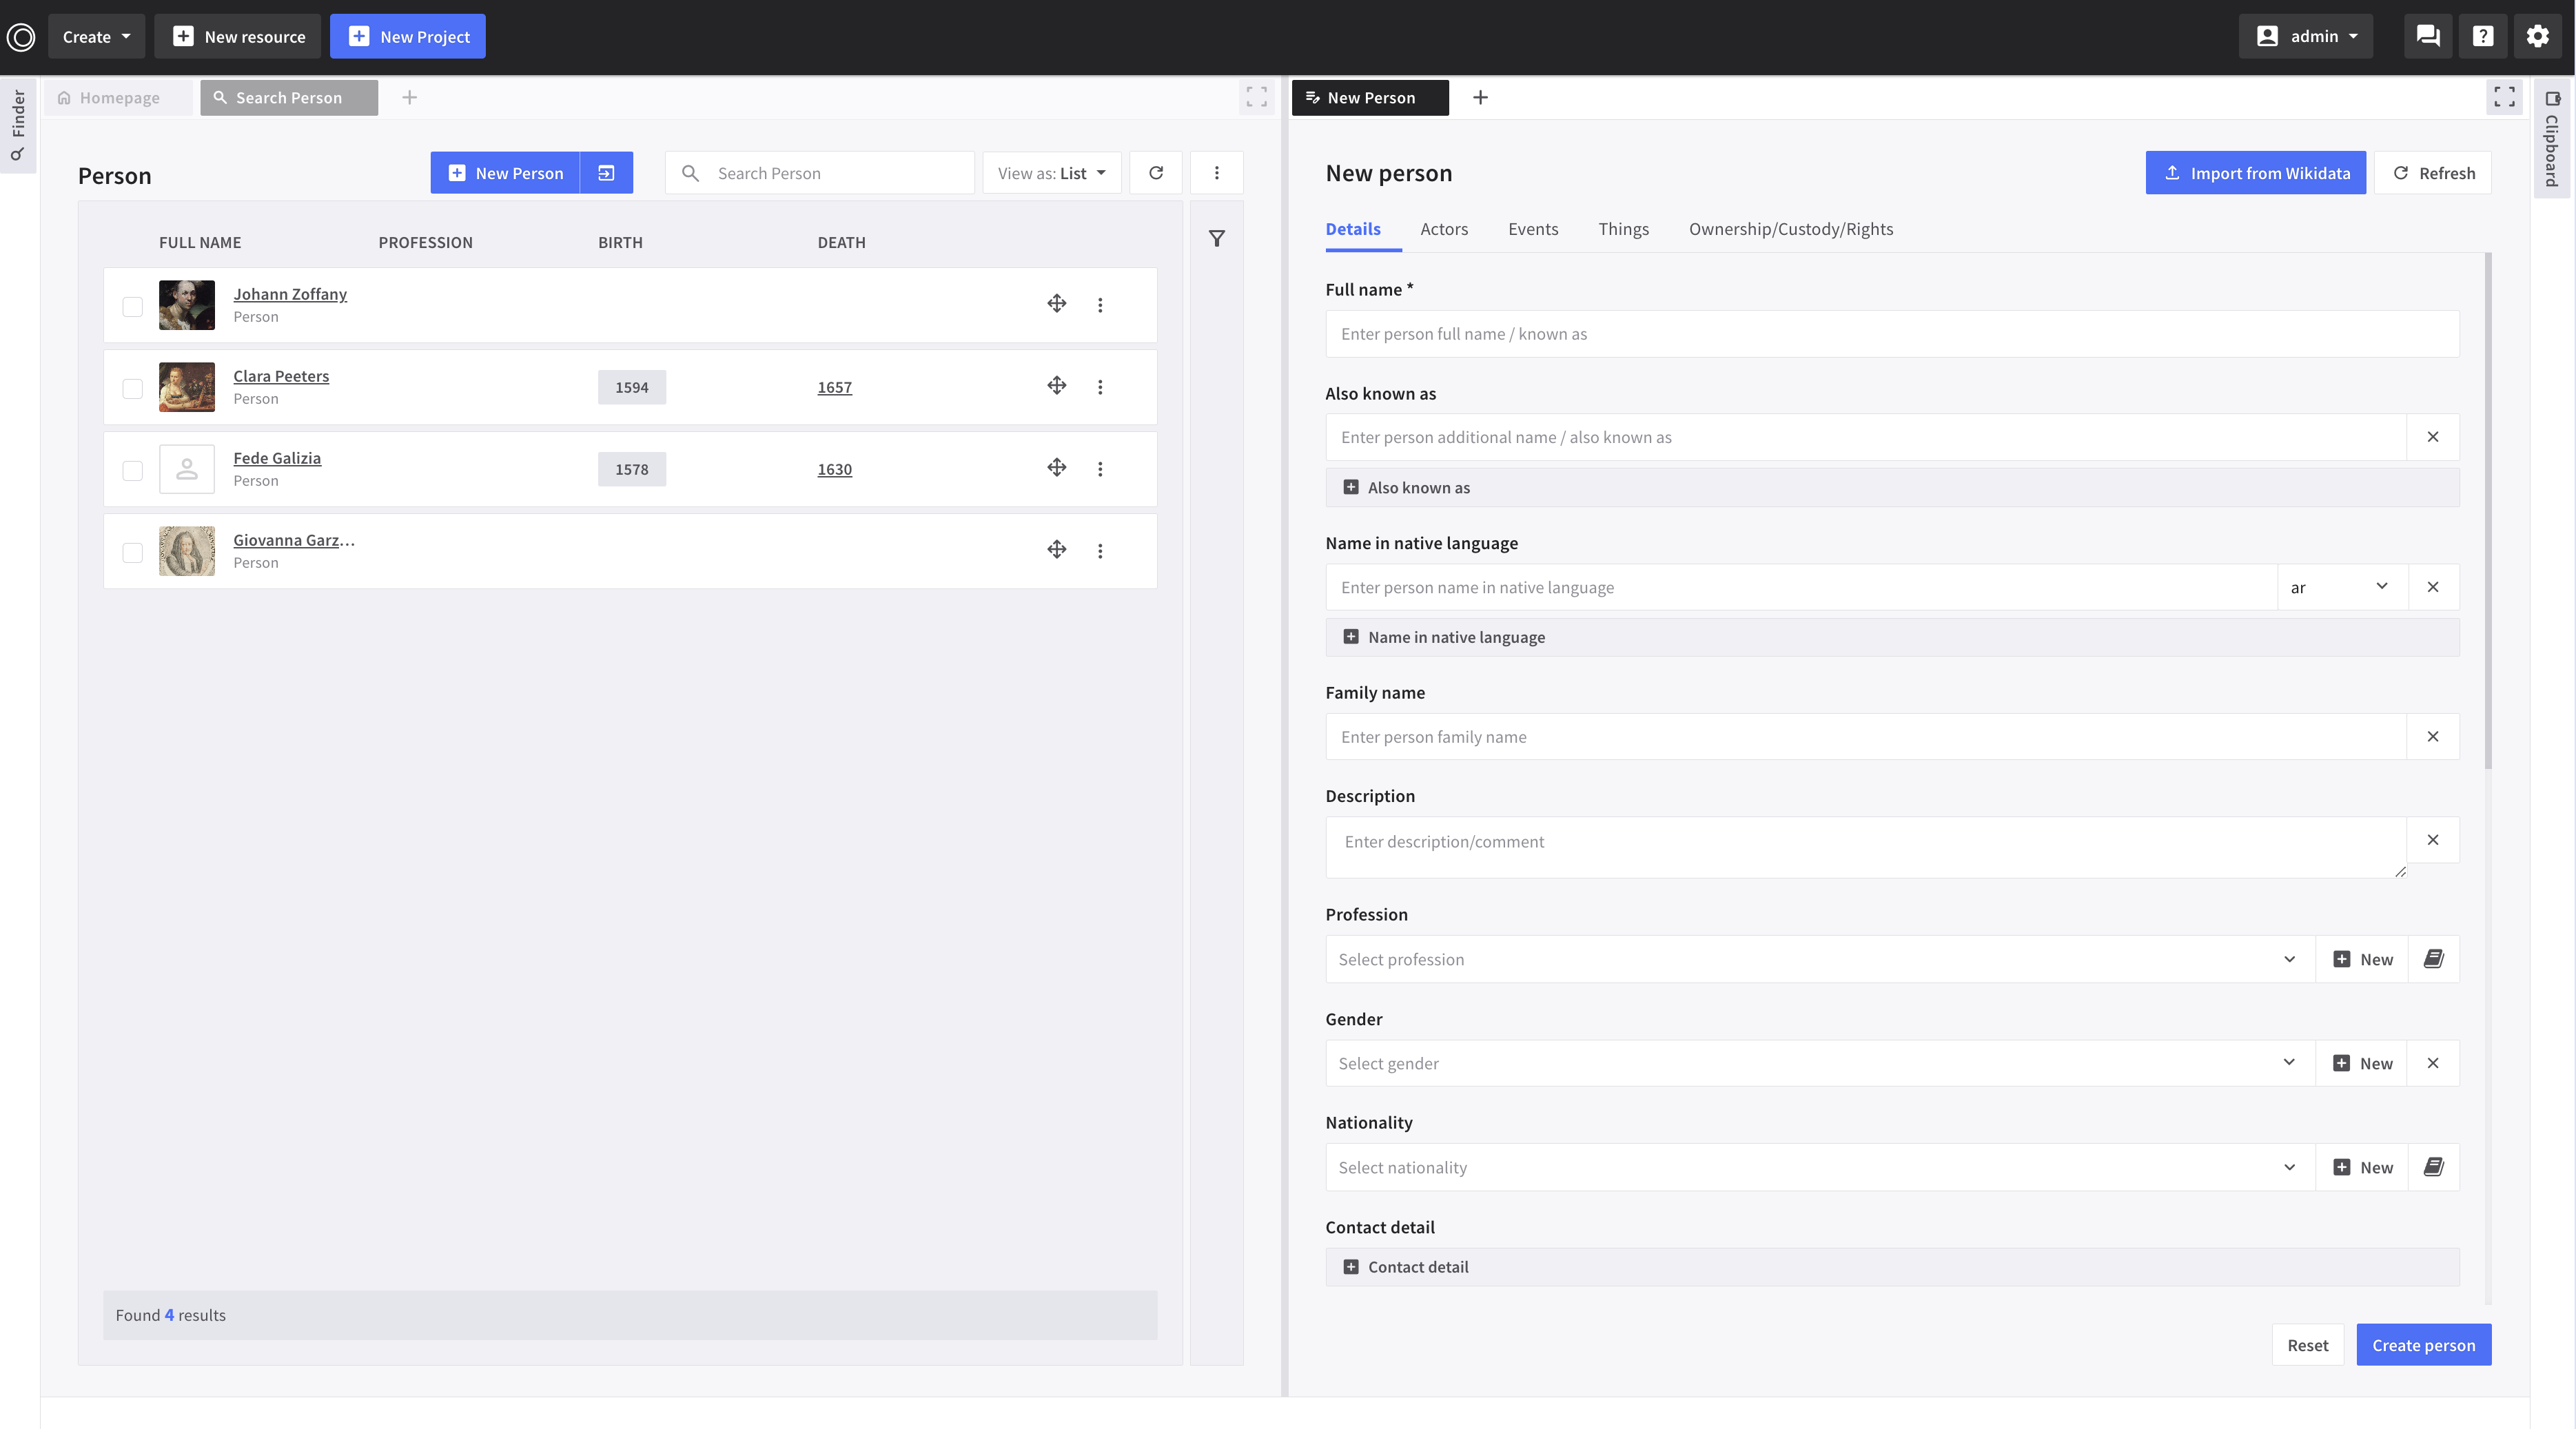 Create
New resource
New Project
admin
Finder
Homepage
Search Person
Person
New Person
Search Person
View as: List
FULL NAME PROFESSION BIRTH DEATH
Johann Zoffany
Person
Clara Peeters
Person
1594
1657
Fede Galizia
Person
1578
1630
Giovanna Garz...
Person
Found 4 results
New Person
Clipboard
New person
Import from Wikidata
Refresh
Details Actors Events Things Ownership/Custody/Rights
Full name *
Enter person full name / known as
Also known as
Enter person additional name / also known as
Also known as
Name in native language
Enter person name in native language
ar
Name in native language
Family name
Enter person family name
Description
Enter description/comment
Profession
Select profession
New
Gender
Select gender
New
Nationality
Select nationality
New
Contact detail
Contact detail
Reset
Create person